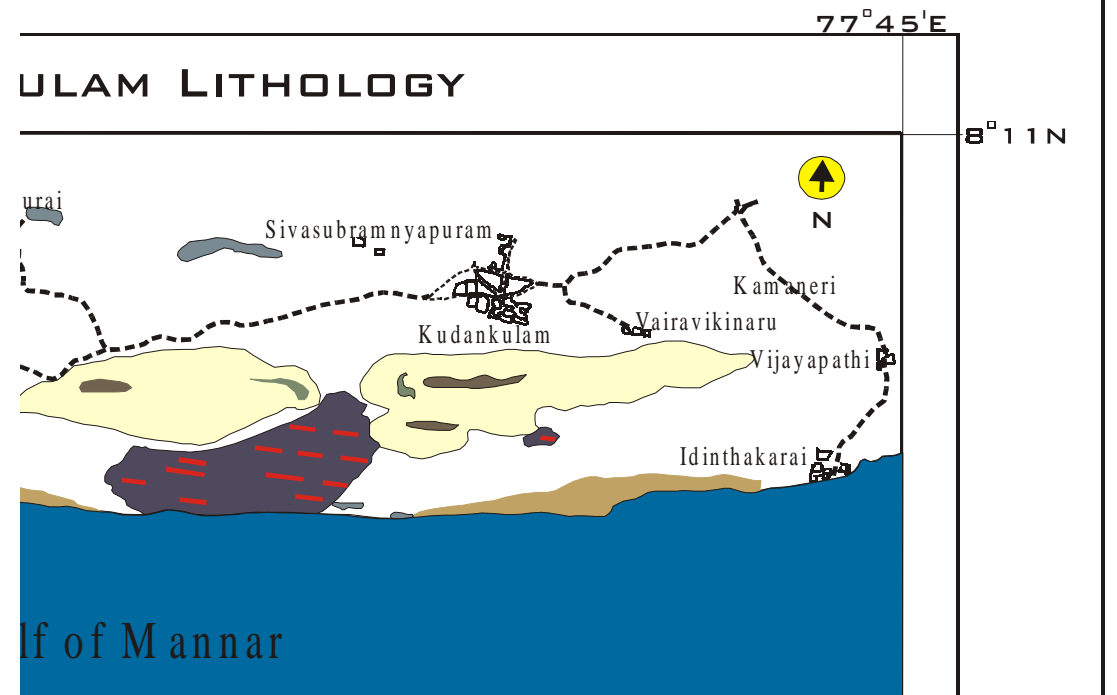 77°45'E
ULAM LITHOLOGY
8°11N
urai
Sivasubramnyapuram
N
Kamaneri
Vairavikinaru
Kudankulam
Vijayapathi
Idinthakarai
lf of Mannar